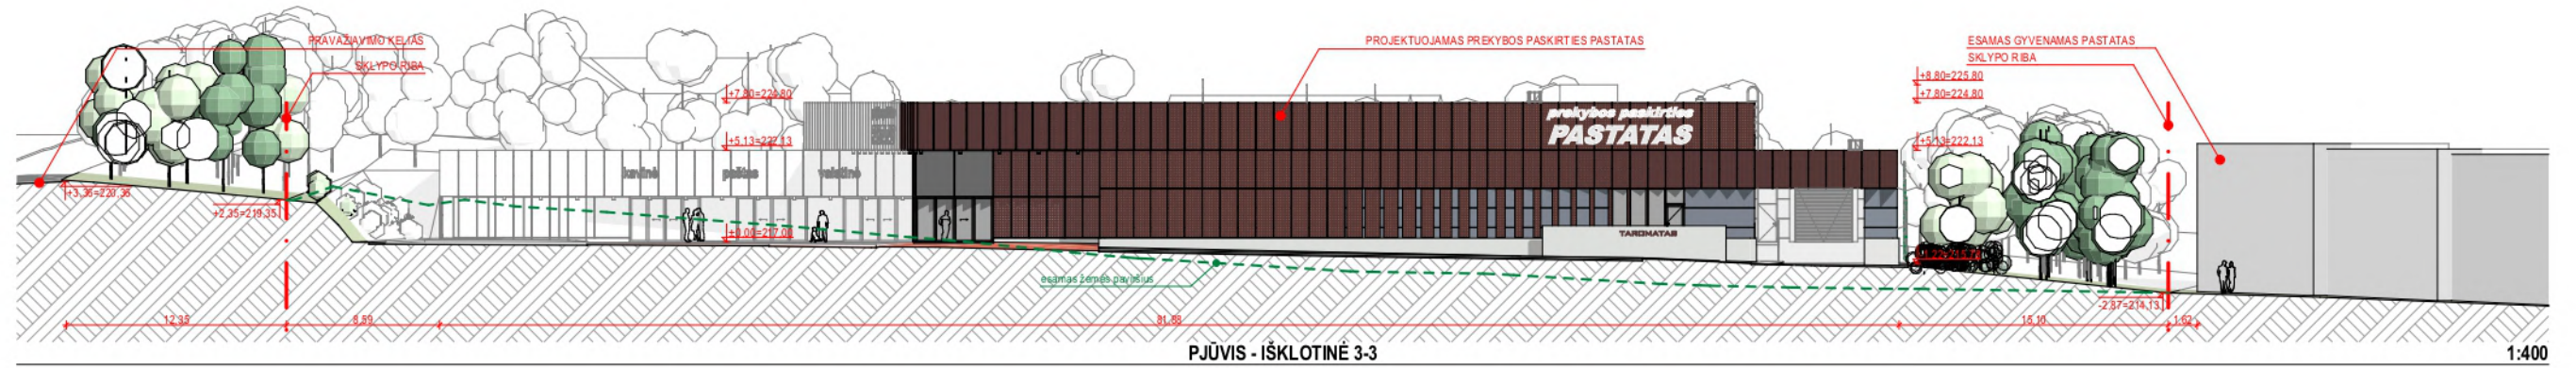 PRAVAŽIAVIMO KELIAS
SKLYPO RIBA
PROJEKTUOJAMAS PREKYBOS PASKIRTIES PASTATAS
ESAMAS GYVENAMAS PASTATAS
SKLYPO RIBA
+8,80=225.80
+7,80=224.80
+7,80=224.80
+5,13=222.13
+5,13=222.13
prekybos paskirties
PASTATAS
kavinė
paštas
vaistinė
+3,36=220.36
+2,35=219.35
±0,00=217.00
TAROMATAS
esamas žemės paviršius
-2,87=214.13
12,35
8,59
81,88
15,10
1,62
PJŪVIS - IŠKLOTINĖ 3-3
1:400